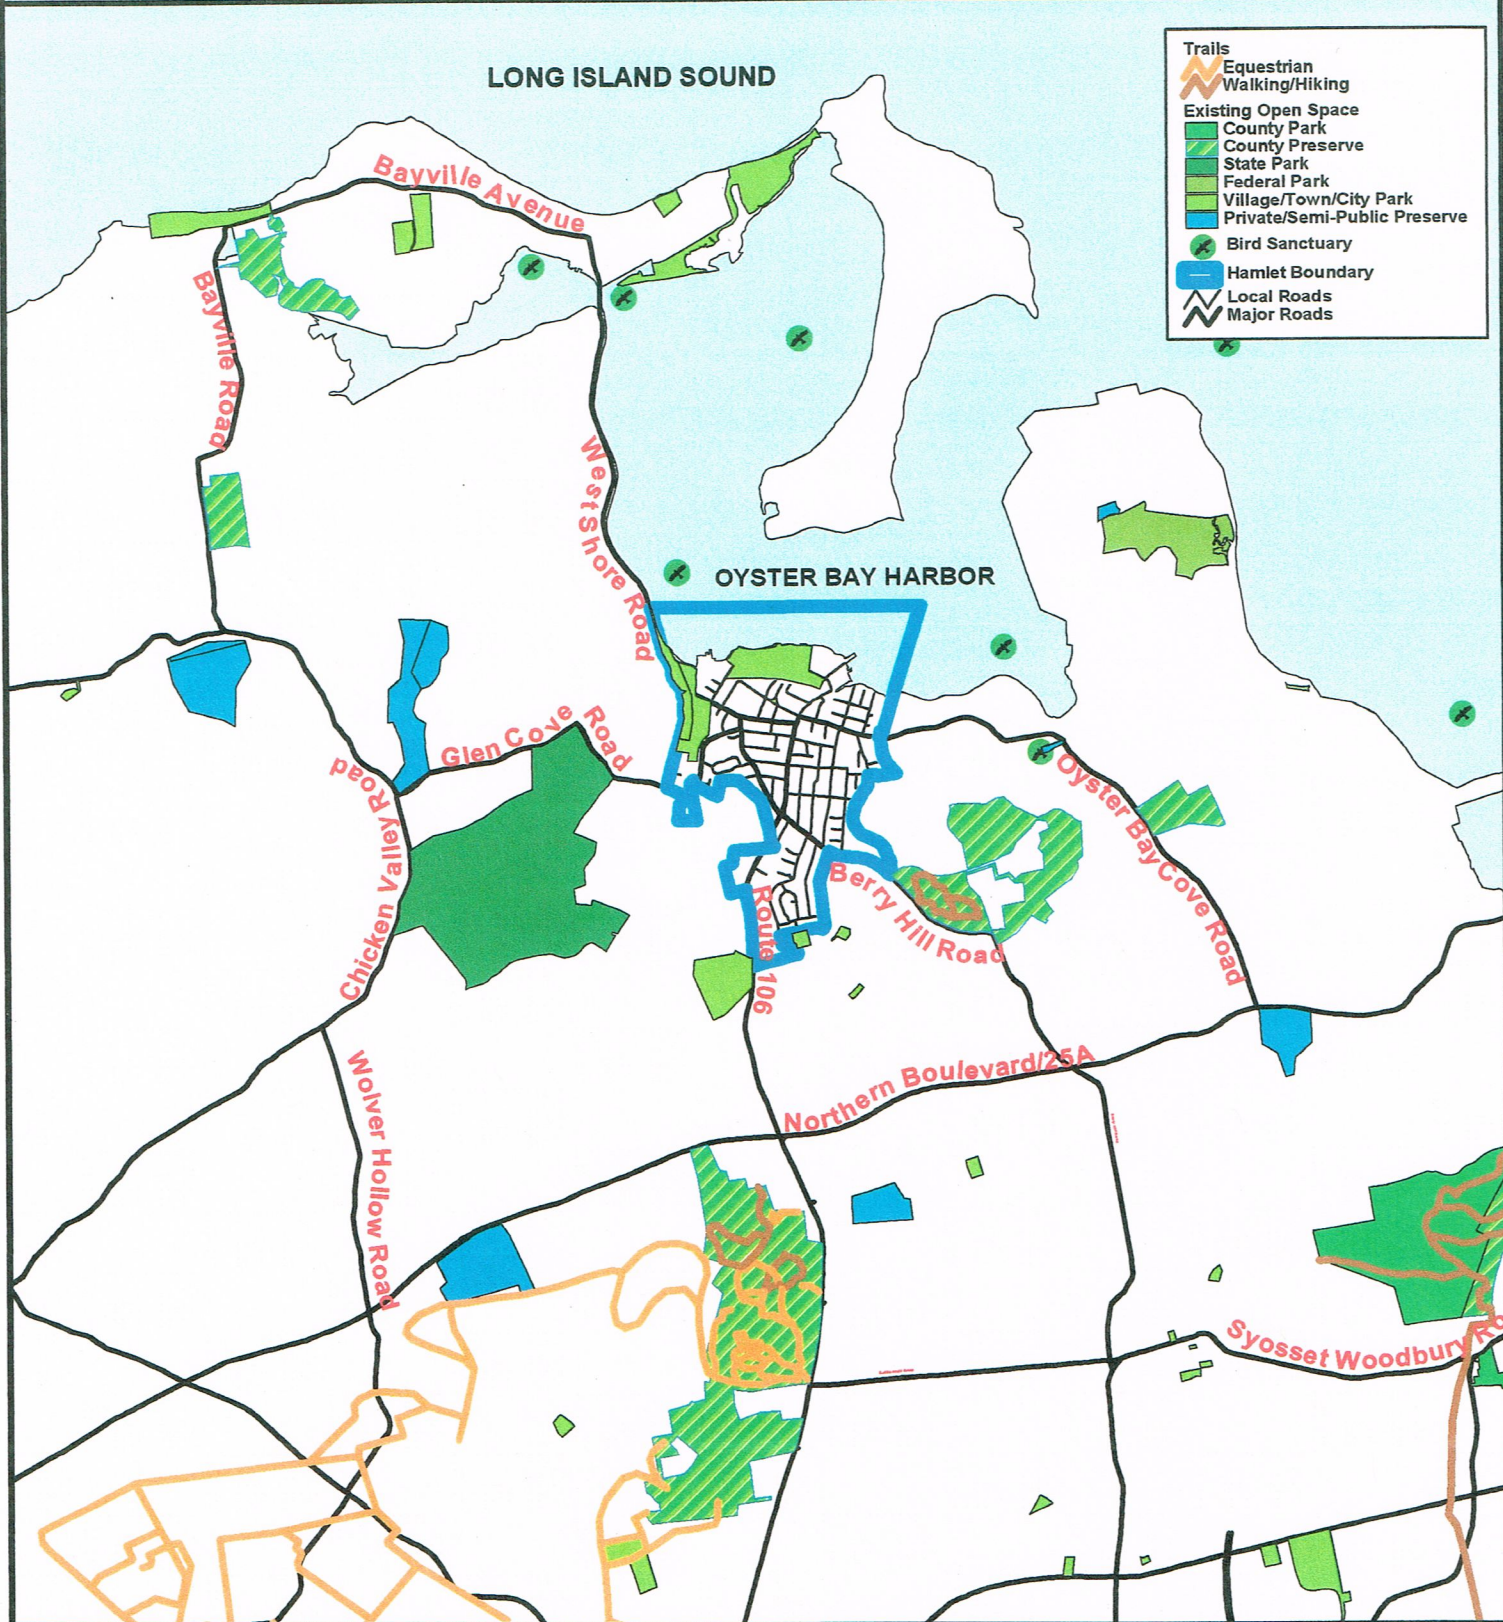 LONG ISLAND SOUND
Trails
Equestrian
Walking/Hiking
Existing Open Space
County Park
County Preserve
State Park
Federal Park
Village/Town/City Park
Private/Semi-Public Preserve
Bird Sanctuary
Hamlet Boundary
Local Roads
Major Roads
Bayville Avenue
Bayville Road
West Shore Road
OYSTER BAY HARBOR
Glen Cove Road
Chicken Valley Road
Oyster Bay Cove Road
Berry Hill Road
Route 106
Northern Boulevard/25A
Wolver Hollow Road
Syosset Woodbury Ro